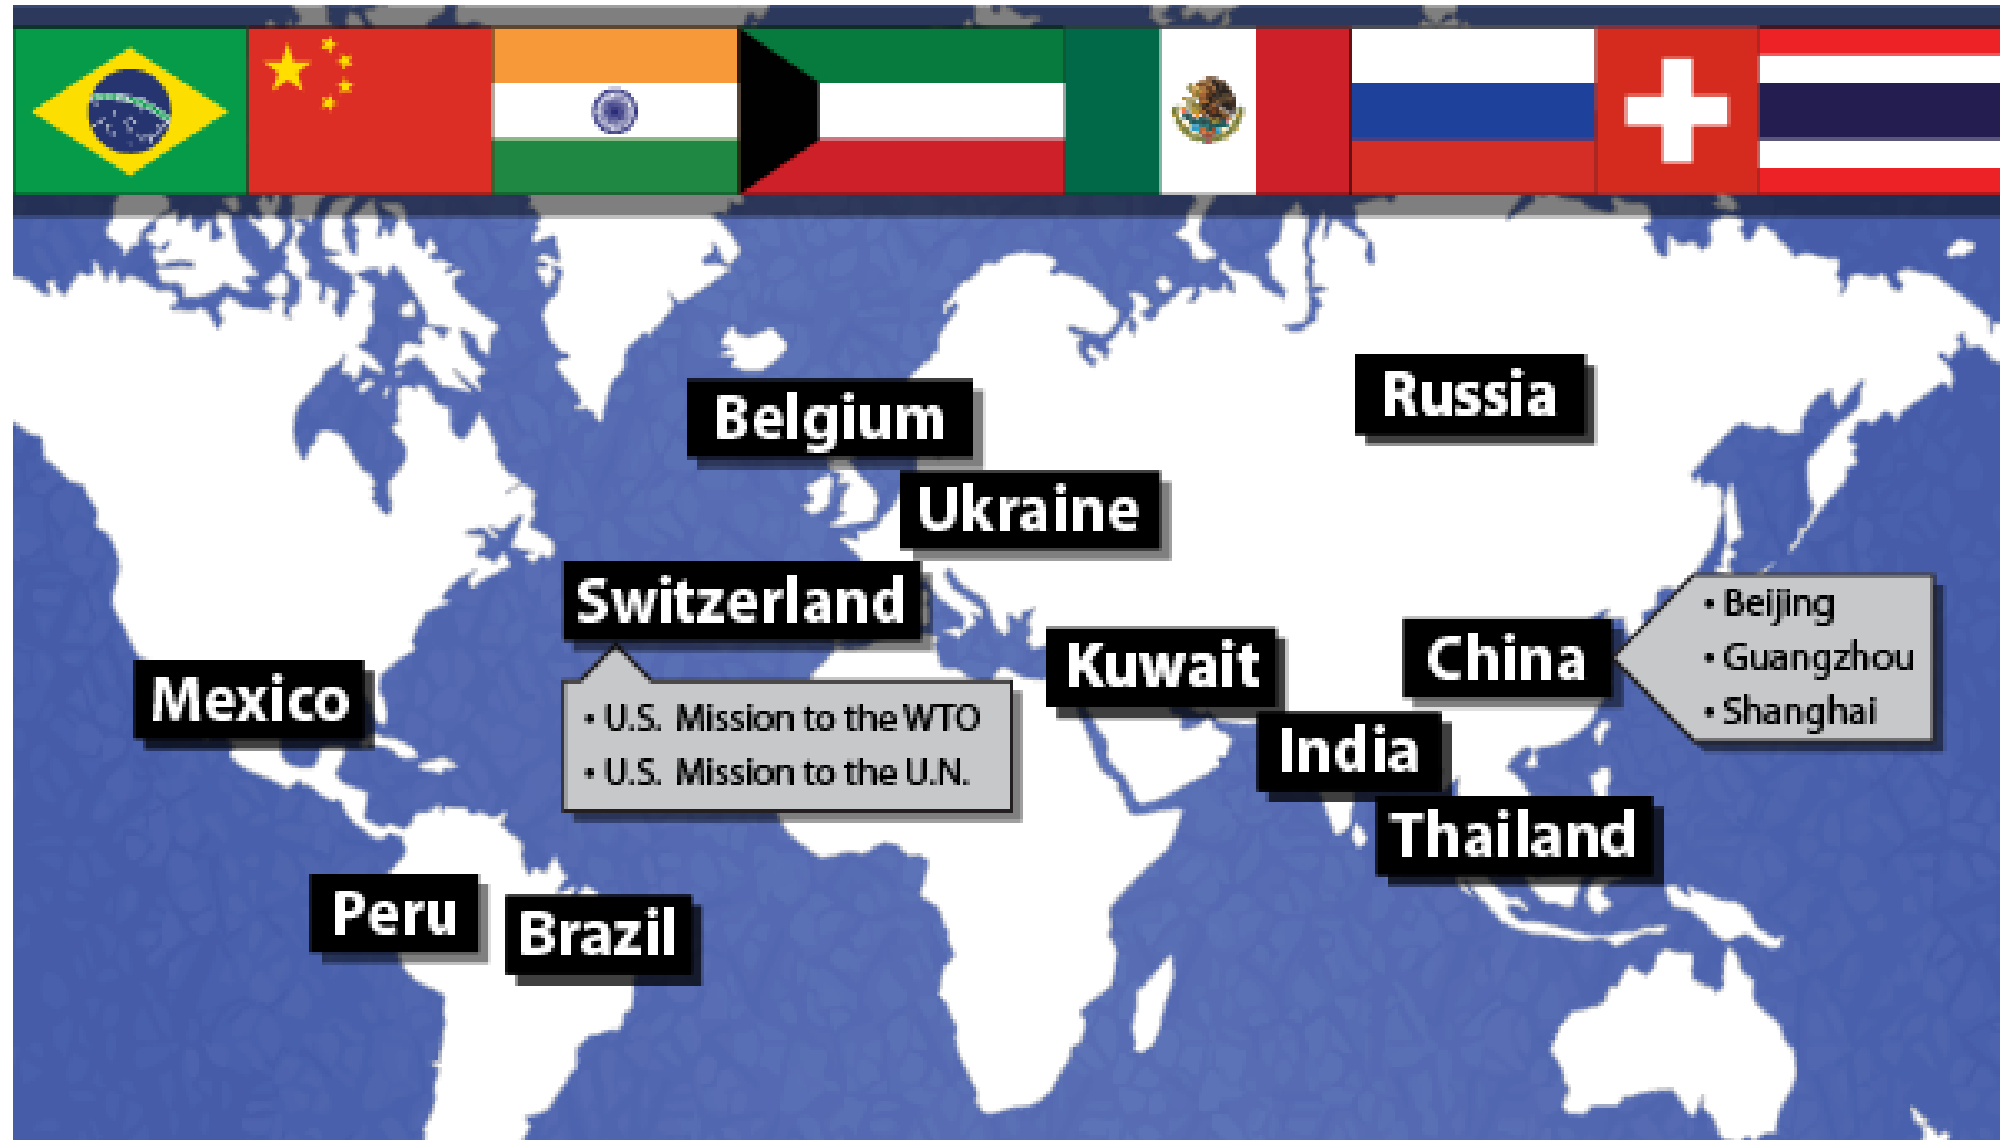 Belgium
Russia
Ukraine
Switzerland
• U.S. Mission to the WTO
• U.S. Mission to the U.N.
Mexico
Kuwait
China
• Beijing
• Guangzhou
• Shanghai
India
Thailand
Peru
Brazil